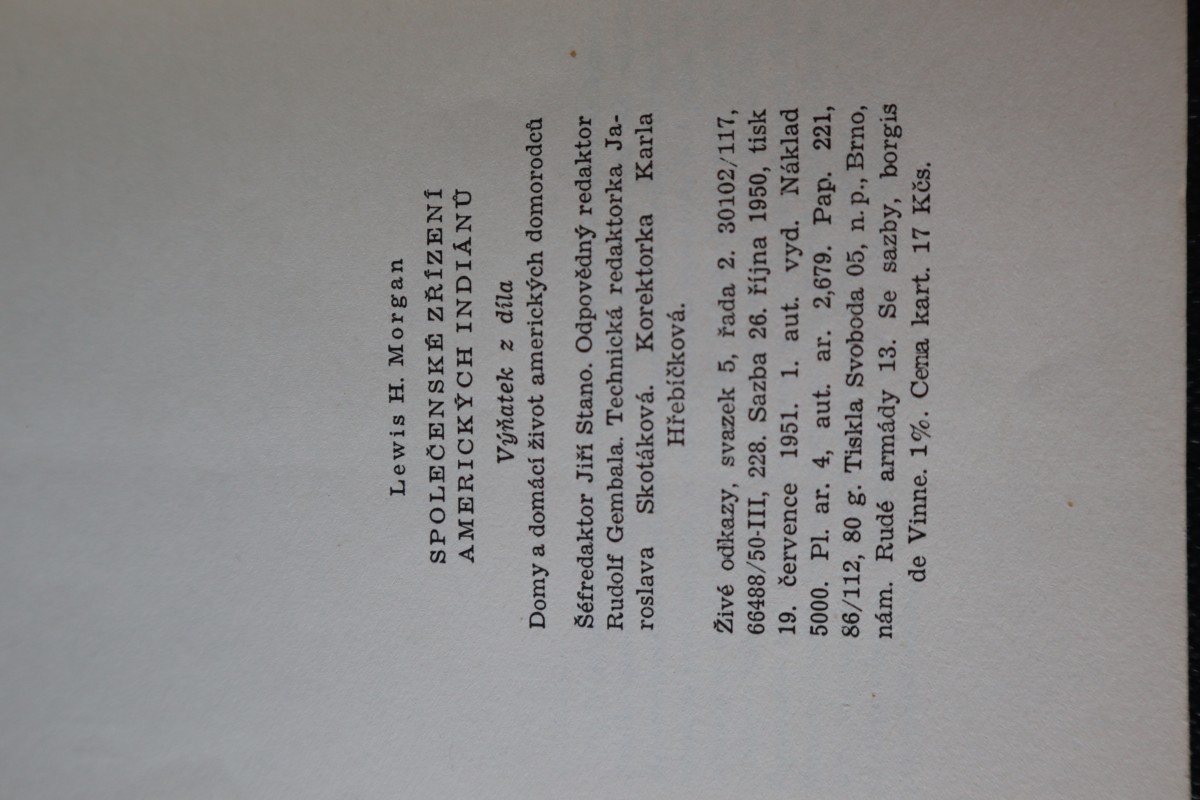 Lewis H. Morgan
SPOLEČENSKÉ ZŘÍZENÍ
AMERICKÝCH INDIÁNŮ
Výňatek z díla
Domy a domácí život amerických domorodců
Šéfredaktor Jiří Stano. Odpovědný redaktor
Rudolf Gembala. Technická redaktorka Ja-
roslava Skotáková. Korektorka Karla
Hřebíčková.
Živé odkazy, svazek 5, řada 2. 30102/117,
66488/50-III, 228. Sazba 26. října 1950, tisk
19. července 1951. 1. aut. vyd. Náklad
5000. Pl. ar. 4, aut. ar. 2,679. Pap. 221,
86/112, 80 g. Tiskla Svoboda 05, n. p., Brno,
nám. Rudé armády 13. Se sazby, borgis
de Vinne. 1%. Cena kart. 17 Kčs.